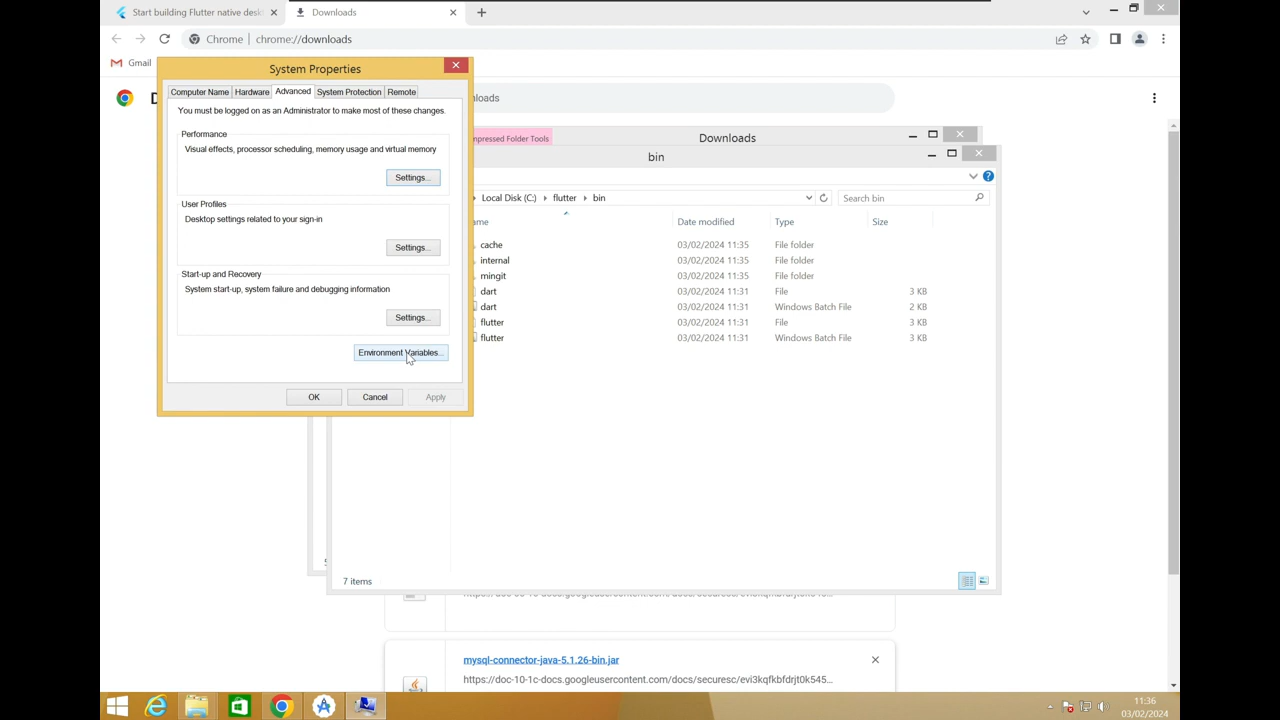 Start building Flutter native desk
Downloads
Chrome
chrome://downloads
Gmail
System Properties
Computer Name
Hardware
Advanced
System Protection
Remote
You must be logged on as an Administrator to make most of these changes.
Performance
Visual effects, processor scheduling, memory usage and virtual memory
Settings...
User Profiles
Desktop settings related to your sign-in
Settings...
Start-up and Recovery
System start-up, system failure and debugging information
Settings...
Environment Variables...
OK
Cancel
Apply
D
loads
mpressed Folder Tools
Downloads
bin
Local Disk (C:)
flutter
bin
Search bin
ame
Date modified
Type
Size
cache 03/02/2024 11:35 File folder
internal 03/02/2024 11:35 File folder
mingit 03/02/2024 11:35 File folder
dart 03/02/2024 11:31 File 3 KB
dart 03/02/2024 11:31 Windows Batch File 2 KB
flutter 03/02/2024 11:31 File 3 KB
flutter 03/02/2024 11:31 Windows Batch File 3 KB
7 items
mysql-connector-java-5.1.26-bin.jar
https://doc-10-1c-docs.googleusercontent.com/docs/securesc/evi3kqfkbfdrjt0k545...
11:36
03/02/2024